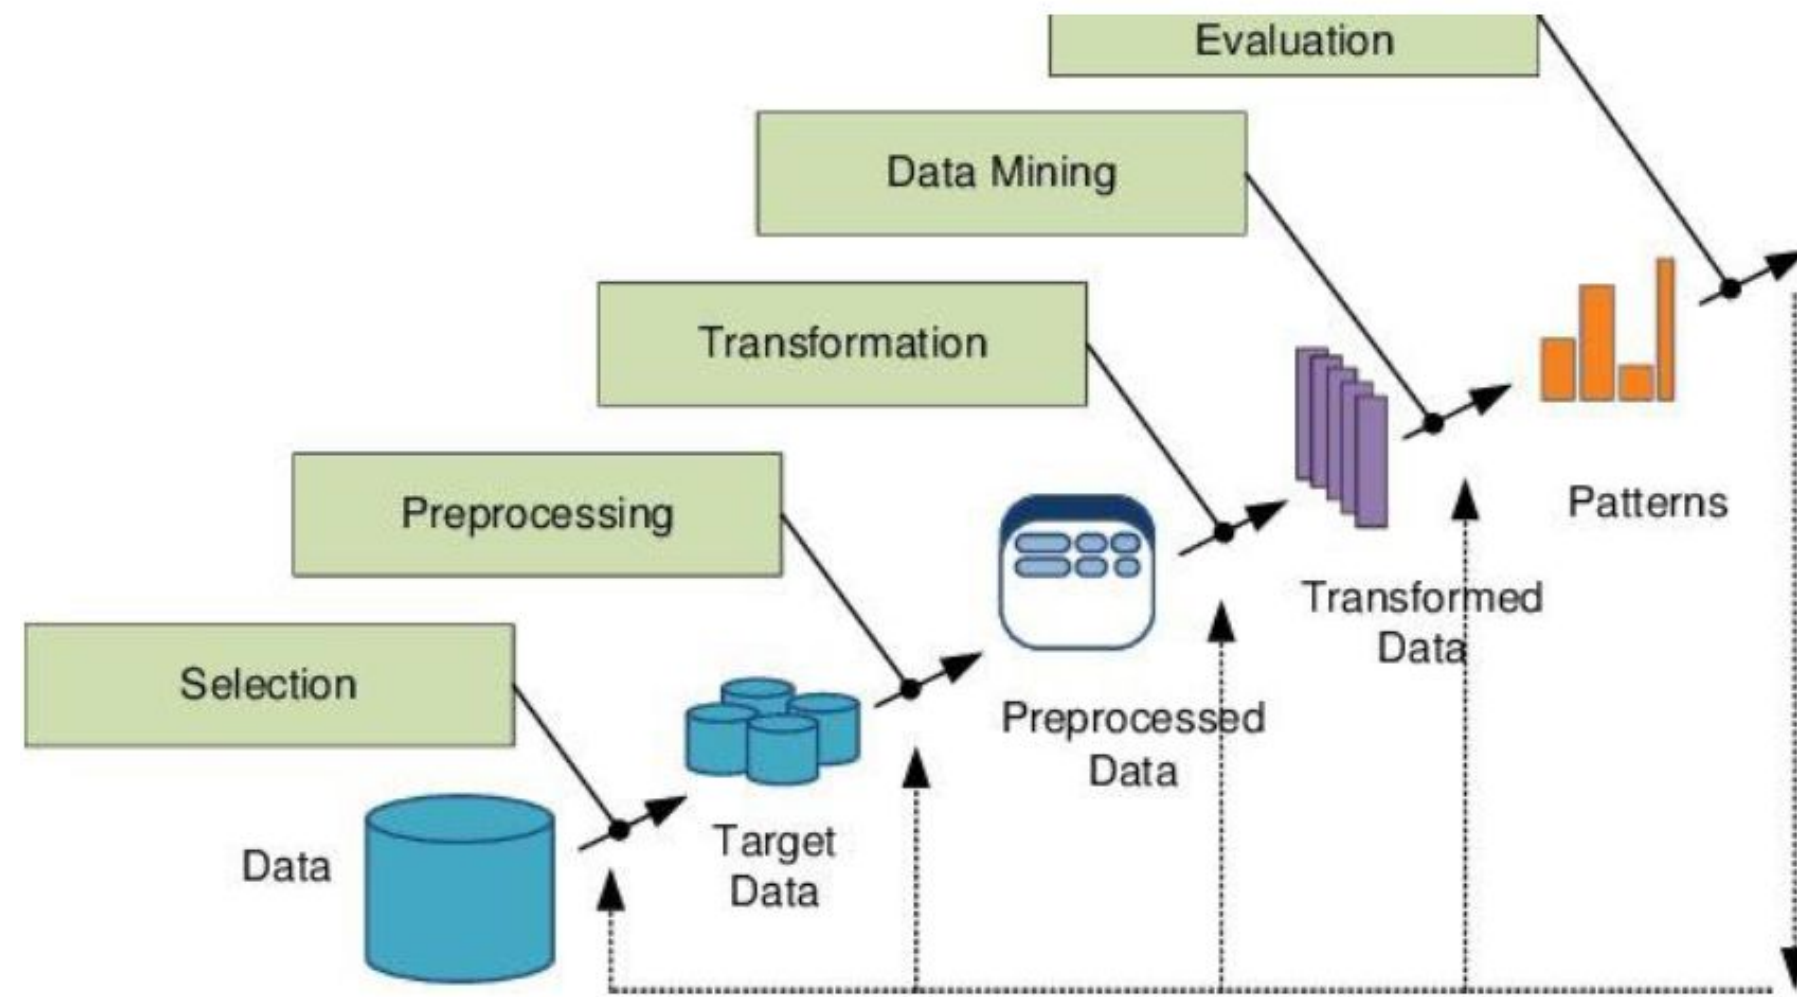 Evaluation
Data Mining
Transformation
Patterns
Preprocessing
Transformed
Data
Selection
Preprocessed
Data
Target
Data
Data